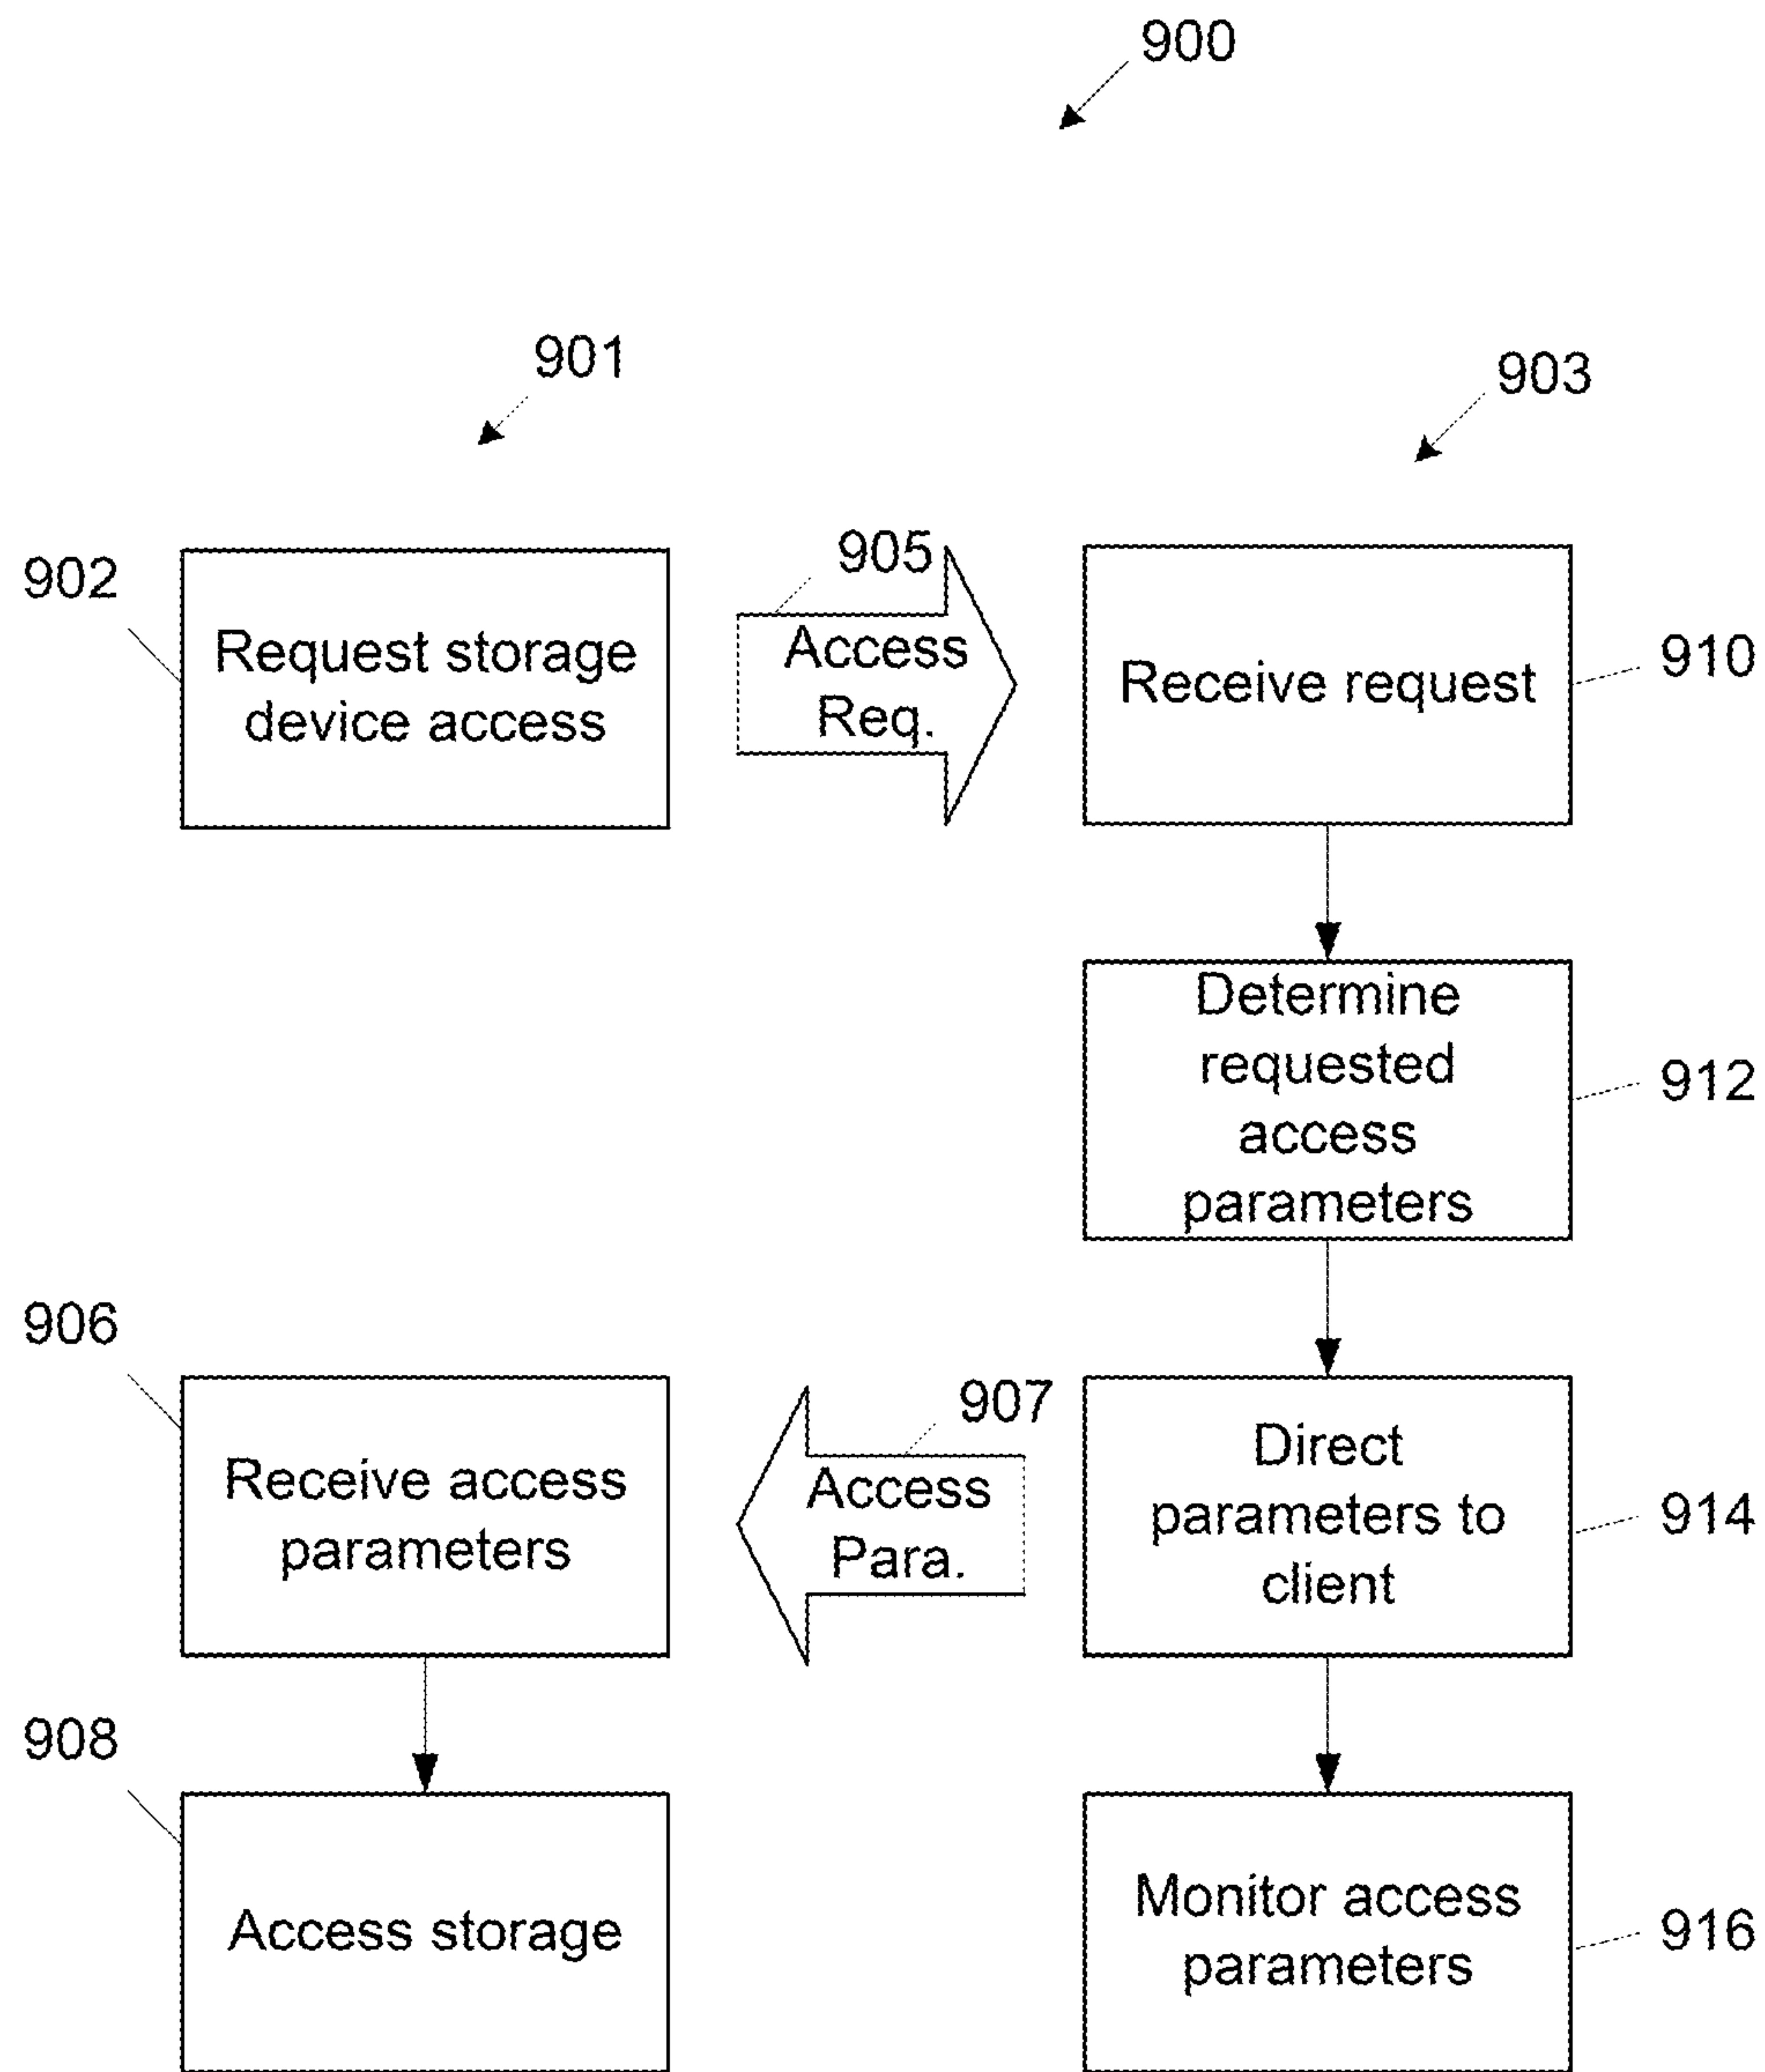 900
901
903
902
Request storage
device access
905
Access
Req.
Receive request
910
Determine
requested
access
parameters
912
906
Receive access
parameters
907
Access
Para.
Direct
parameters to
client
914
908
Access storage
Monitor access
parameters
916